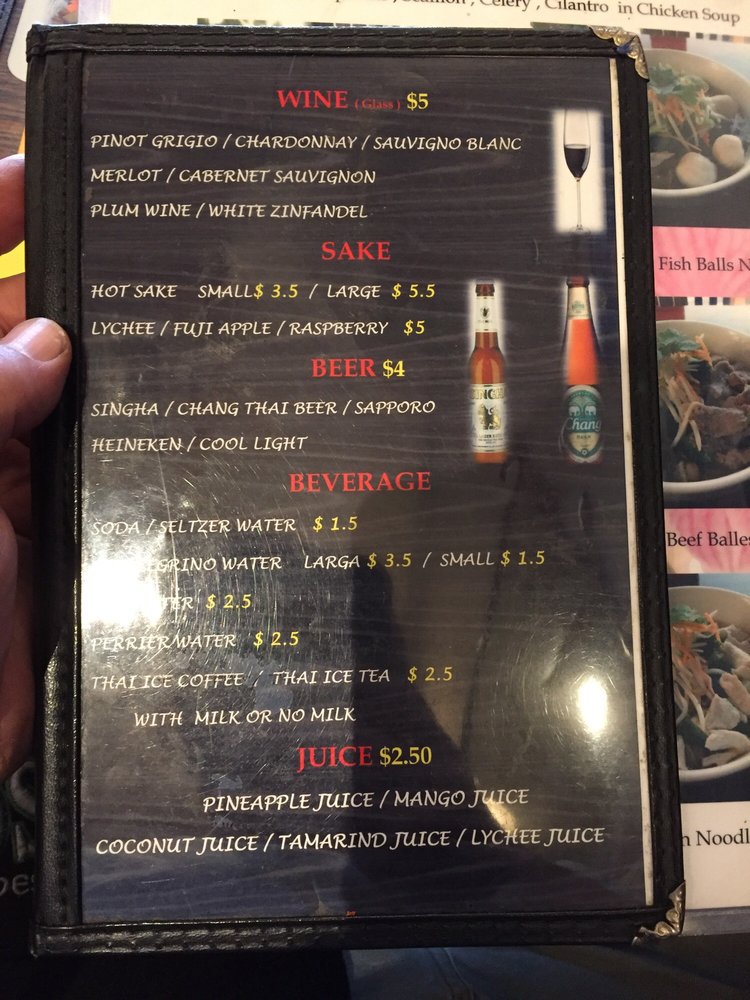 , Scallion , Celery , Cilantro in Chicken Soup
WINE ( Glass ) $5
PINOT GRIGIO / CHARDONNAY / SAUVIGNO BLANC
MERLOT / CABERNET SAUVIGNON
PLUM WINE / WHITE ZINFANDEL
SAKE
HOT SAKE SMALL$ 3.5 / LARGE $ 5.5
LYCHEE / FUJI APPLE / RASPBERRY $5
BEER $4
SINGHA / CHANG THAI BEER / SAPPORO
HEINEKEN / COOL LIGHT
SINGHA
Chang
BEVERAGE
SODA / SELTZER WATER $ 1.5
GRINO WATER LARGA $ 3.5 / SMALL $ 1.5
TER $ 2.5
PERRIER WATER $ 2.5
THAI ICE COFFEE / THAI ICE TEA $ 2.5
WITH MILK OR NO MILK
JUICE $2.50
PINEAPPLE JUICE / MANGO JUICE
COCONUT JUICE / TAMARIND JUICE / LYCHEE JUICE
Fish Balls N
Beef Balles
n Noodl